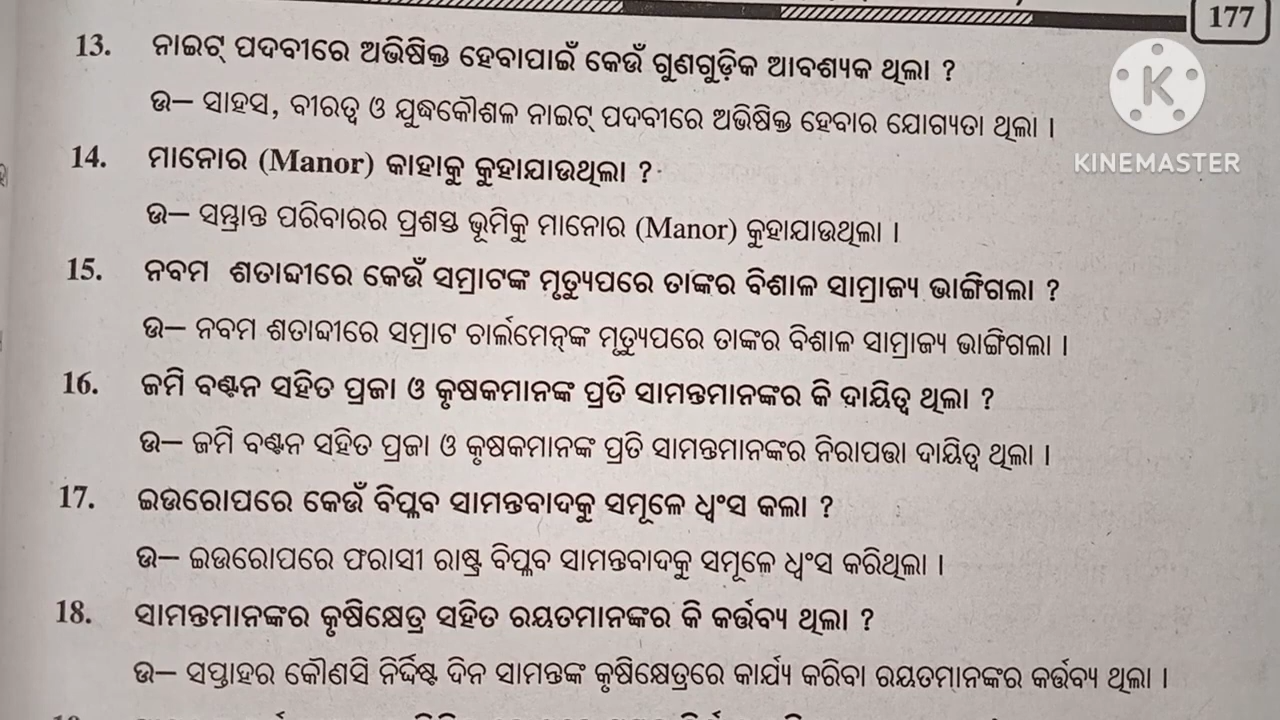 177
13. ନାଇଟ୍ ପଦବୀରେ ଅଭିଷିକ୍ତ ହେବାପାଇଁ କେଉଁ ଗୁଣଗୁଡ଼ିକ ଆବଶ୍ୟକ ଥିଲା ?
ଉ— ସାହସ, ବୀରତ୍ୱ ଓ ଯୁଦ୍ଧକୌଶଳ ନାଇଟ୍ ପଦବୀରେ ଅଭିଷିକ୍ତ ହେବାର ଯୋଗ୍ୟତା ଥିଲା ।
KINEMASTER
14. ମାନୋର (Manor) କାହାକୁ କୁହାଯାଉଥିଲା ?
ଉ— ସମ୍ଭ୍ରାନ୍ତ ପରିବାରର ପ୍ରଶସ୍ତ ଭୂମିକୁ ମାନୋର (Manor) କୁହାଯାଉଥିଲା ।
15. ନବମ ଶତାବ୍ଦୀରେ କେଉଁ ସମ୍ରାଟଙ୍କ ମୃତ୍ୟୁପରେ ତାଙ୍କର ବିଶାଳ ସାମ୍ରାଜ୍ୟ ଭାଙ୍ଗିଗଲା ?
ଉ— ନବମ ଶତାବ୍ଦୀରେ ସମ୍ରାଟ ଚାର୍ଲମେନ୍‌ଙ୍କ ମୃତ୍ୟୁପରେ ତାଙ୍କର ବିଶାଳ ସାମ୍ରାଜ୍ୟ ଭାଙ୍ଗିଗଲା ।
16. ଜମି ବଣ୍ଟନ ସହିତ ପ୍ରଜା ଓ କୃଷକମାନଙ୍କ ପ୍ରତି ସାମନ୍ତମାନଙ୍କର କି ଦାୟିତ୍ୱ ଥିଲା ?
ଉ— ଜମି ବଣ୍ଟନ ସହିତ ପ୍ରଜା ଓ କୃଷକମାନଙ୍କ ପ୍ରତି ସାମନ୍ତମାନଙ୍କର ନିରାପତ୍ତା ଦାୟିତ୍ୱ ଥିଲା ।
17. ଇଉରୋପରେ କେଉଁ ବିପ୍ଳବ ସାମନ୍ତବାଦକୁ ସମୂଳେ ଧ୍ୱଂସ କଲା ?
ଉ— ଇଉରୋପରେ ଫରାସୀ ରାଷ୍ଟ୍ର ବିପ୍ଳବ ସାମନ୍ତବାଦକୁ ସମୂଳେ ଧ୍ୱଂସ କରିଥିଲା ।
18. ସାମନ୍ତମାନଙ୍କର କୃଷିକ୍ଷେତ୍ର ସହିତ ରୟତମାନଙ୍କର କି କର୍ତ୍ତବ୍ୟ ଥିଲା ?
ଉ— ସପ୍ତାହର କୌଣସି ନିର୍ଦ୍ଦିଷ୍ଟ ଦିନ ସାମନ୍ତଙ୍କ କୃଷିକ୍ଷେତ୍ରରେ କାର୍ଯ୍ୟ କରିବା ରୟତମାନଙ୍କର କର୍ତ୍ତବ୍ୟ ଥିଲା ।